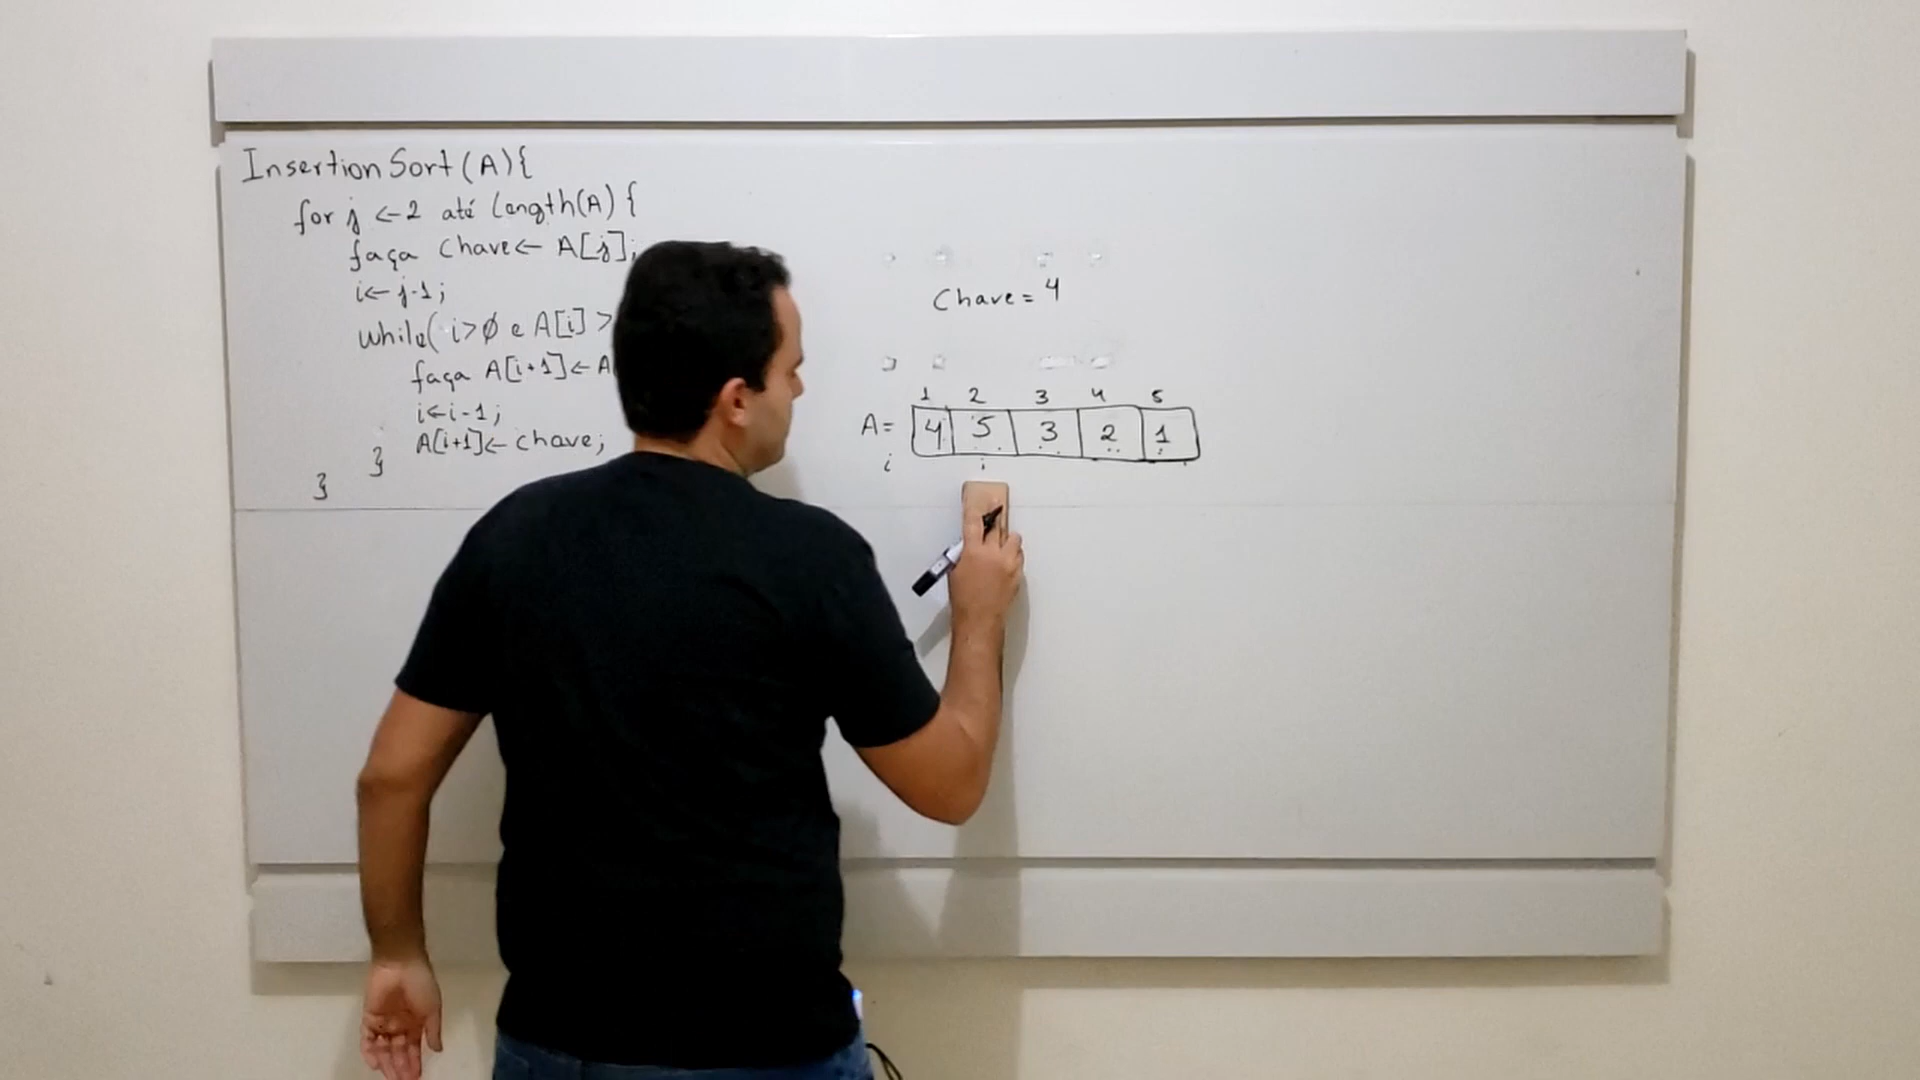 Insertion Sort (A){
for j ← 2 até length(A) {
faça chave ← A[j];
i ← j-1;
while( i>Ø e A[i] >
faça A[i+1] ← A
i ← i-1;
A[i+1] ← chave;
}
}
Chave = 4
1 2 3 4 5
A= 4 5 3 2 1
i